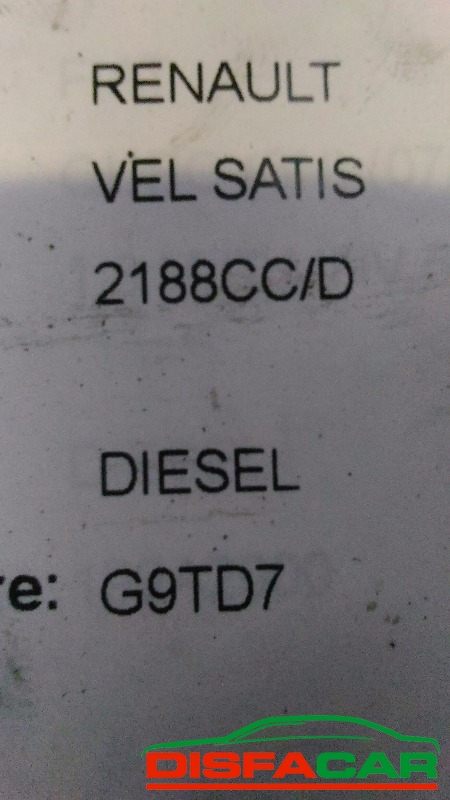 RENAULT
VEL SATIS
2188CC/D
DIESEL
re: G9TD7
DISFACAR